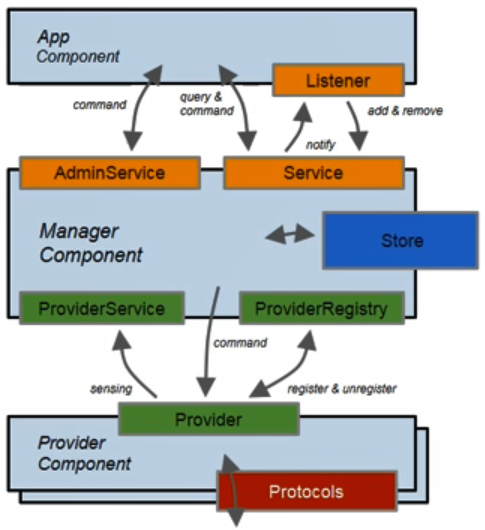 App
Component
Listener
command
query &
command
add & remove
notify
AdminService
Service
Manager
Component
Store
ProviderService
ProviderRegistry
command
sensing
register & unregister
Provider
Provider
Component
Protocols